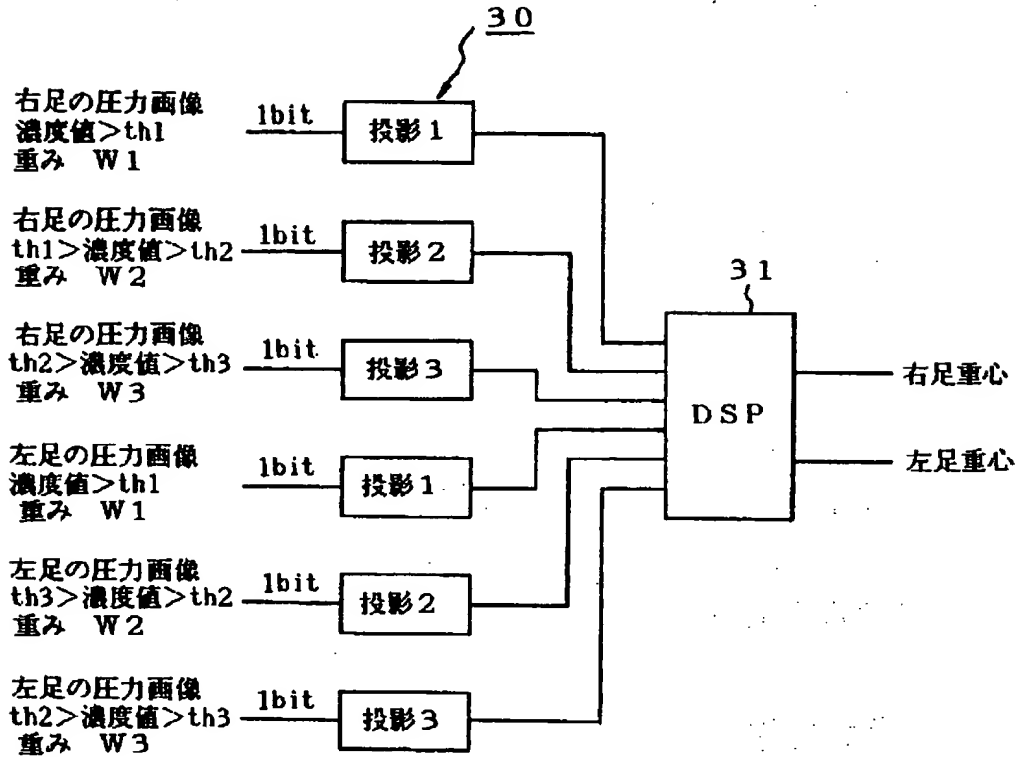 30
右足の圧力画像
濃度値>th1
重み W1
1bit
投影1
右足の圧力画像
th1>濃度値>th2
重み W2
1bit
投影2
右足の圧力画像
th2>濃度値>th3
重み W3
1bit
投影3
左足の圧力画像
濃度値>th1
重み W1
1bit
投影1
左足の圧力画像
th3>濃度値>th2
重み W2
1bit
投影2
左足の圧力画像
th2>濃度値>th3
重み W3
1bit
投影3
31
DSP
右足重心
左足重心